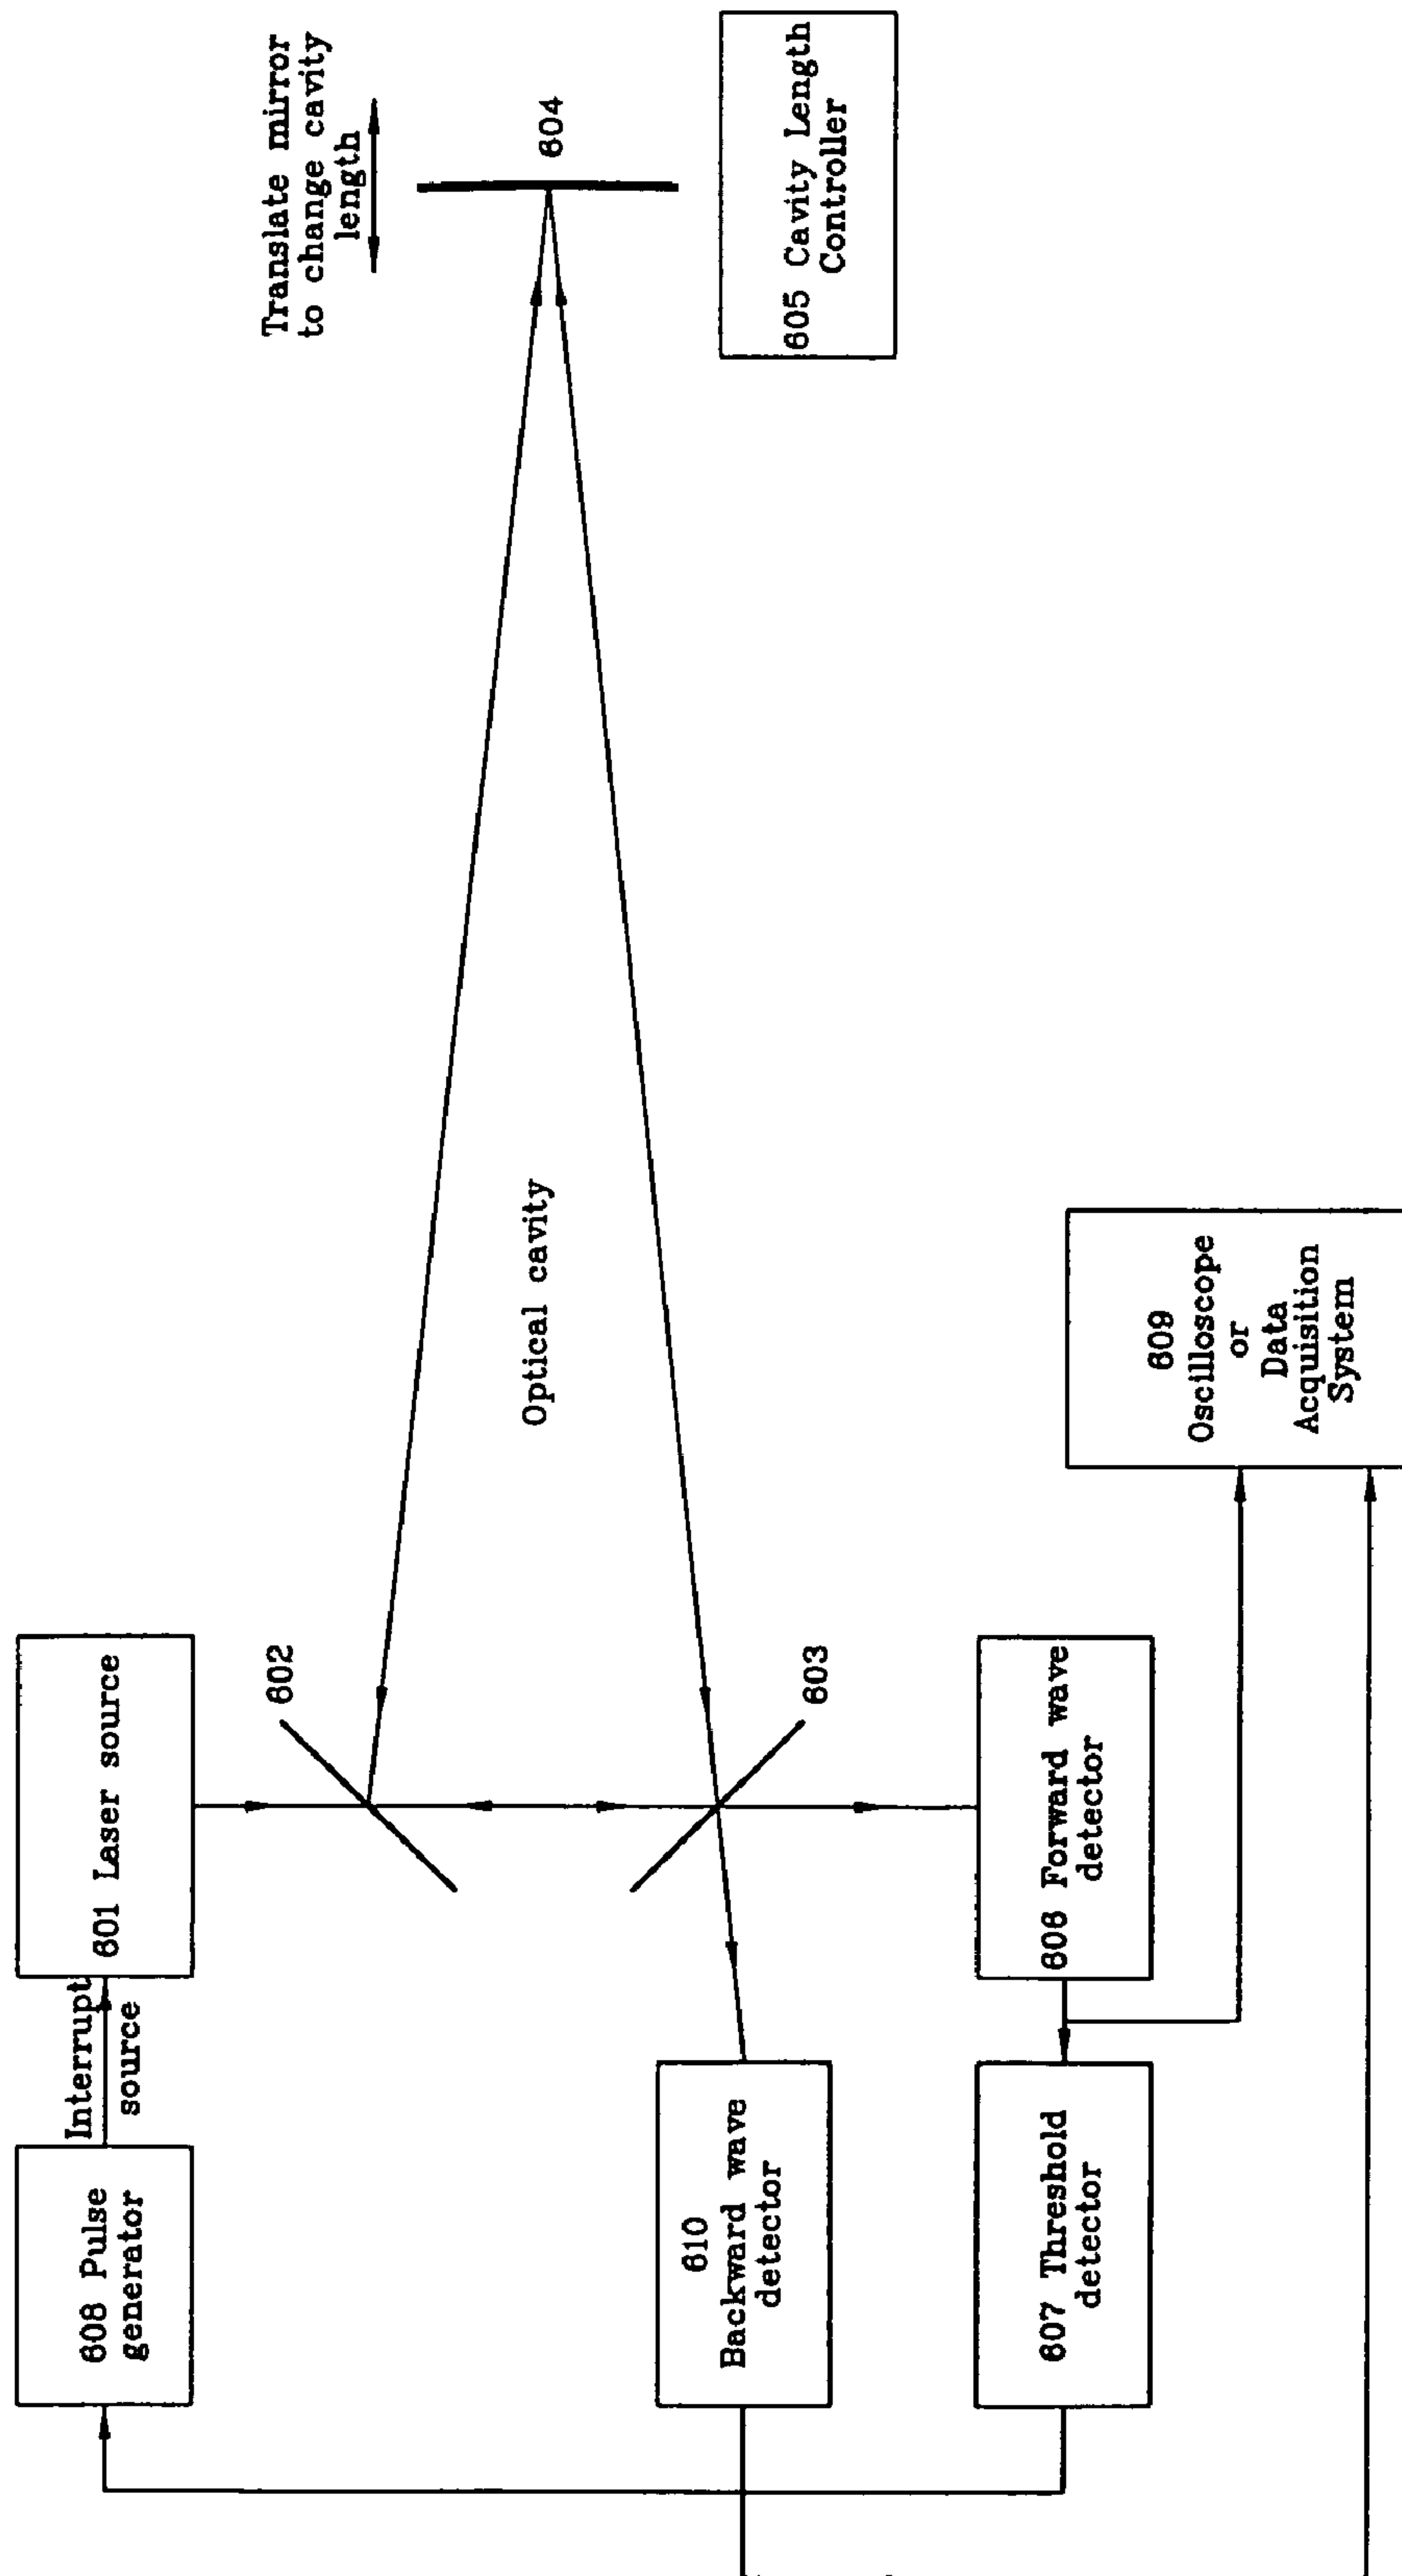 608 Pulse
generator
Interrupt
source
601 Laser source
602
Translate mirror
to change cavity
length
604
605 Cavity Length
Controller
Optical cavity
603
610
Backward wave
detector
606 Forward wave
detector
607 Threshold
detector
609
Oscilloscope
or
Data
Acquisition
System